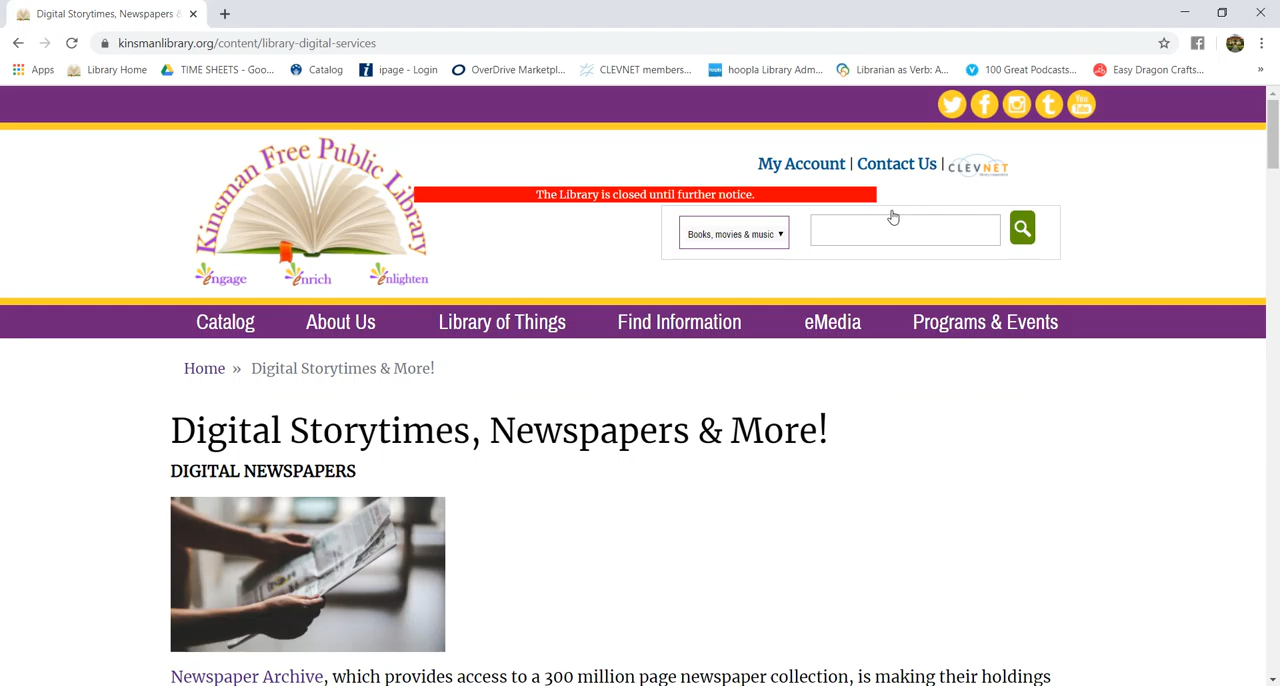 Digital Storytimes, Newspapers &
kinsmanlibrary.org/content/library-digital-services
Apps Library Home TIME SHEETS - Goo... Catalog ipage - Login OverDrive Marketpl... CLEVNET members... hoopla Library Adm... Librarian as Verb: A... 100 Great Podcasts... Easy Dragon Crafts... »
You Tube
Kinsman Free Public Library
engage enrich enlighten
My Account | Contact Us | CLEVNET
The Library is closed until further notice.
Books, movies & music
Catalog About Us Library of Things Find Information eMedia Programs & Events
Home » Digital Storytimes & More!
Digital Storytimes, Newspapers & More!
DIGITAL NEWSPAPERS
Newspaper Archive, which provides access to a 300 million page newspaper collection, is making their holdings